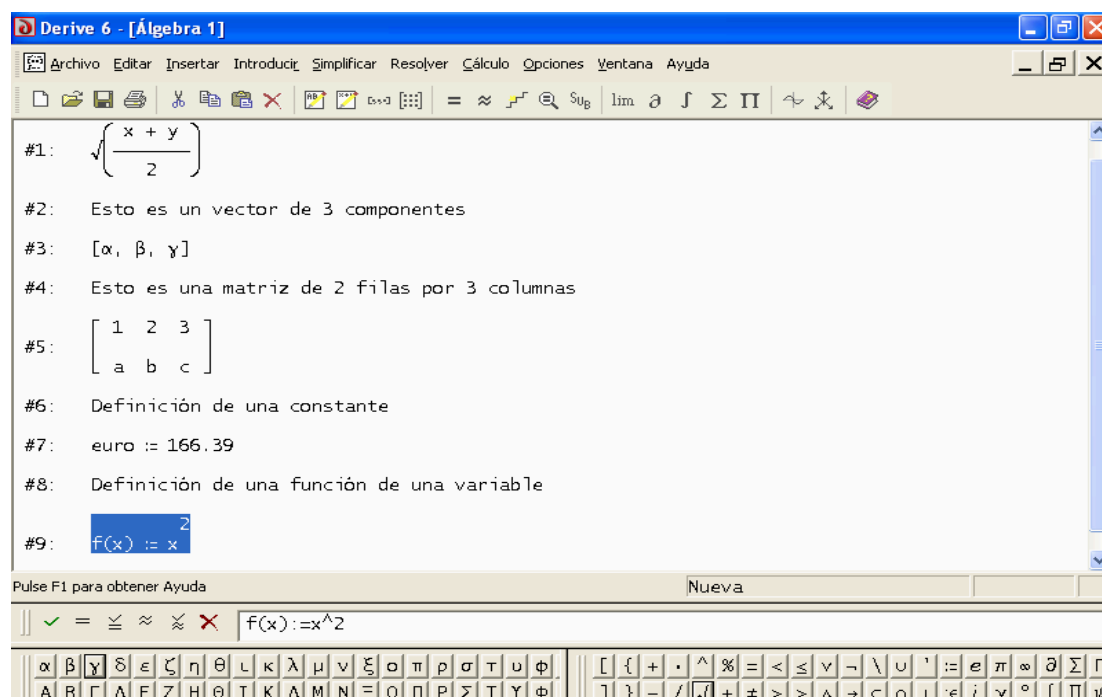 Derive 6 - [Álgebra 1]
Archivo Editar Insertar Introducir Simplificar Resolver Cálculo Opciones Ventana Ayuda
= ≈ Sub lim ∂ ∫ Σ Π
#1: √((x + y)/2)
#2: Esto es un vector de 3 componentes
#3: [α, β, γ]
#4: Esto es una matriz de 2 filas por 3 columnas
1 2 3
#5:
a b c
#6: Definición de una constante
#7: euro := 166.39
#8: Definición de una función de una variable
2
#9: f(x) := x
Pulse F1 para obtener Ayuda Nueva
= ≈ f(x):=x^2
α β γ δ ε ζ η θ ι κ λ μ ν ξ ο π ρ σ τ υ φ [ { + · ^ % = < ≤ ∨ ¬ \ ∪ ' := e π ∞ ∂ Σ
Α Β Γ Δ Ε Ζ Η Θ Ι Κ Λ Μ Ν Ξ Ο Π Ρ Σ Τ Υ Φ ] } - / √ ± ≠ > ≥ ∧ → ⊂ ∩